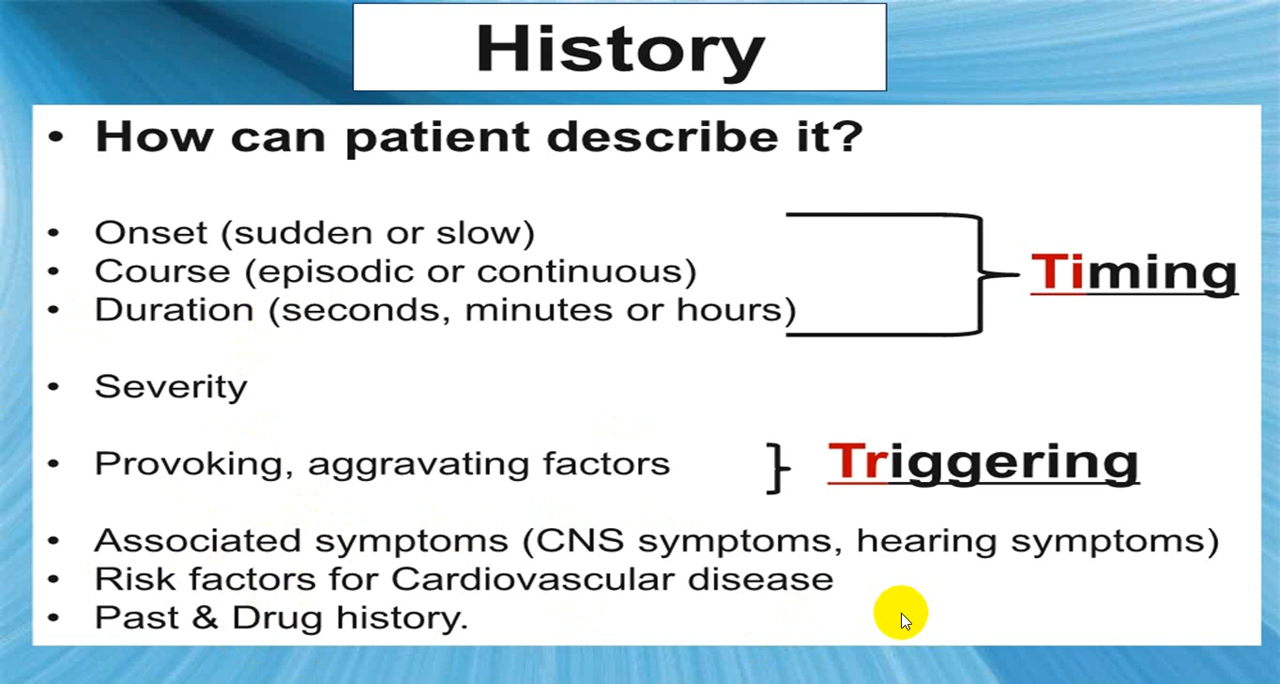 History
• How can patient describe it?
• Onset (sudden or slow)
• Course (episodic or continuous)
• Duration (seconds, minutes or hours)
Timing
• Severity
• Provoking, aggravating factors
Triggering
• Associated symptoms (CNS symptoms, hearing symptoms)
• Risk factors for Cardiovascular disease
• Past & Drug history.